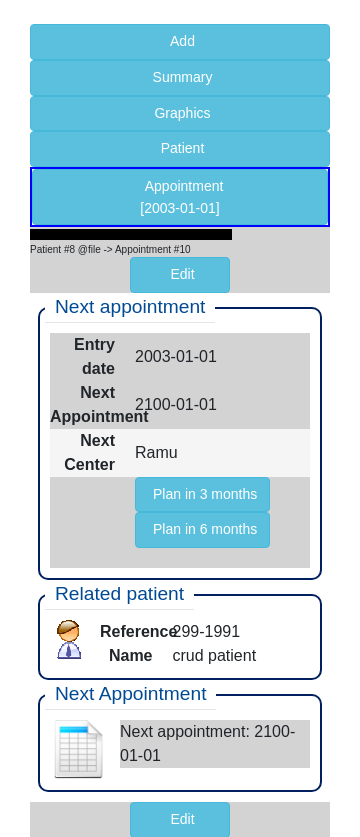 Add
Summary
Graphics
Patient
Appointment
[2003-01-01]
Patient #8 @file -> Appointment #10
Edit
Next appointment
Entry date 2003-01-01
Next Appointment 2100-01-01
Next Center Ramu
Plan in 3 months
Plan in 6 months
Related patient
Reference 299-1991
Name crud patient
Next Appointment
Next appointment: 2100-
01-01
Edit